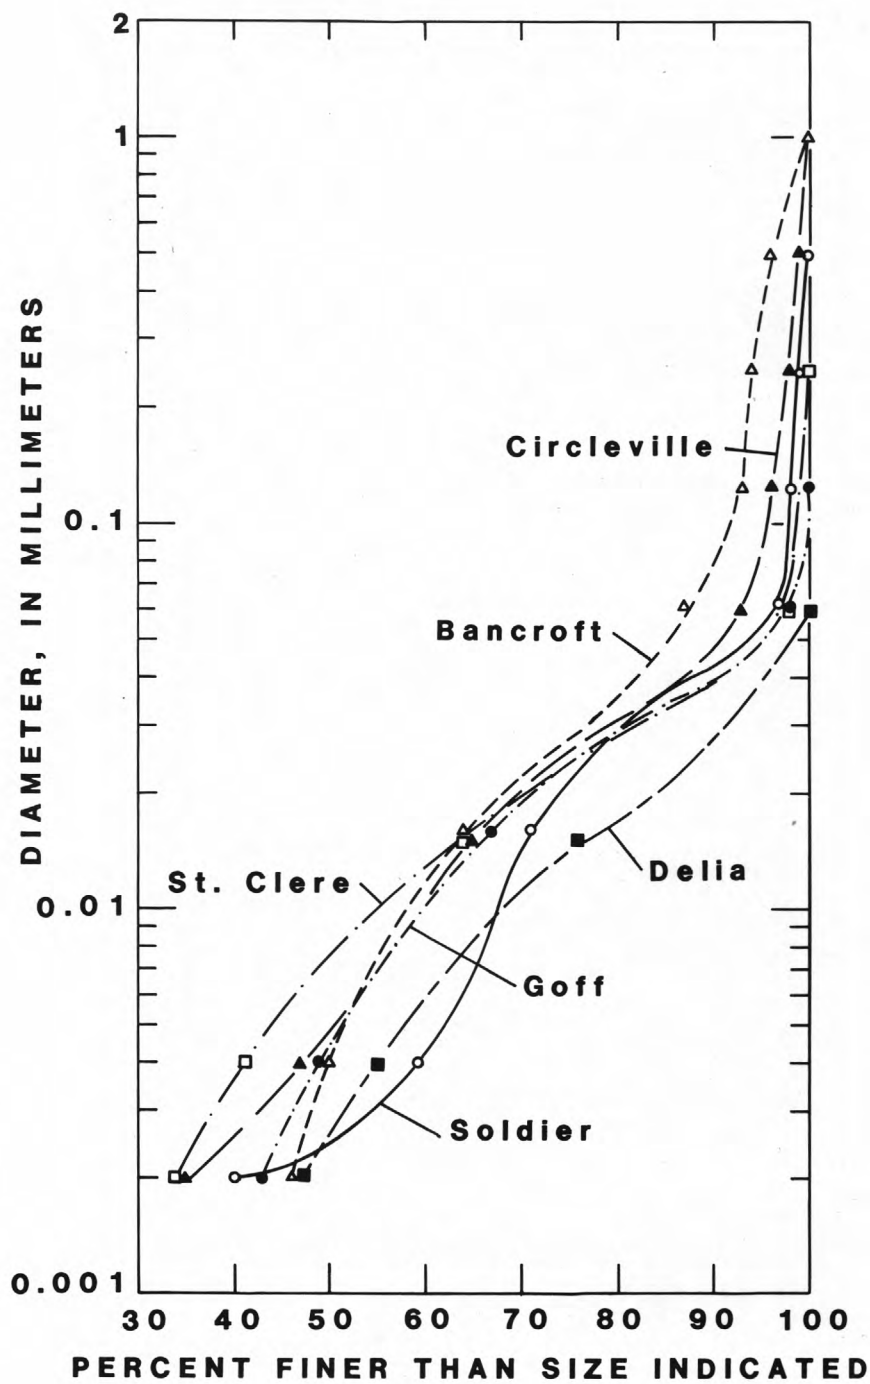 2
1
DIAMETER, IN MILLIMETERS
Circleville
0.1
Bancroft
Delia
St. Clere
0.01
Goff
Soldier
0.001
30 40 50 60 70 80 90 100
PERCENT FINER THAN SIZE INDICATED